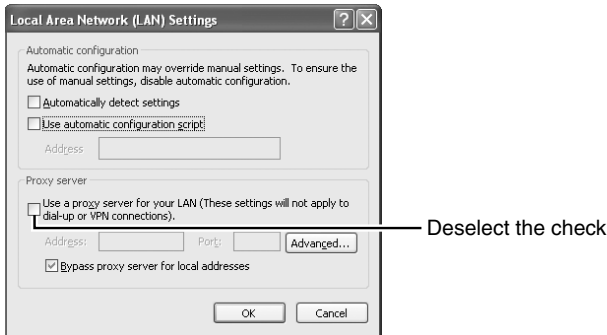 Local Area Network (LAN) Settings
Automatic configuration
Automatic configuration may override manual settings. To ensure the
use of manual settings, disable automatic configuration.
Automatically detect settings
Use automatic configuration script
Address
Proxy server
Use a proxy server for your LAN (These settings will not apply to
dial-up or VPN connections).
Deselect the check
Address:
Port:
Advanced...
Bypass proxy server for local addresses
OK
Cancel